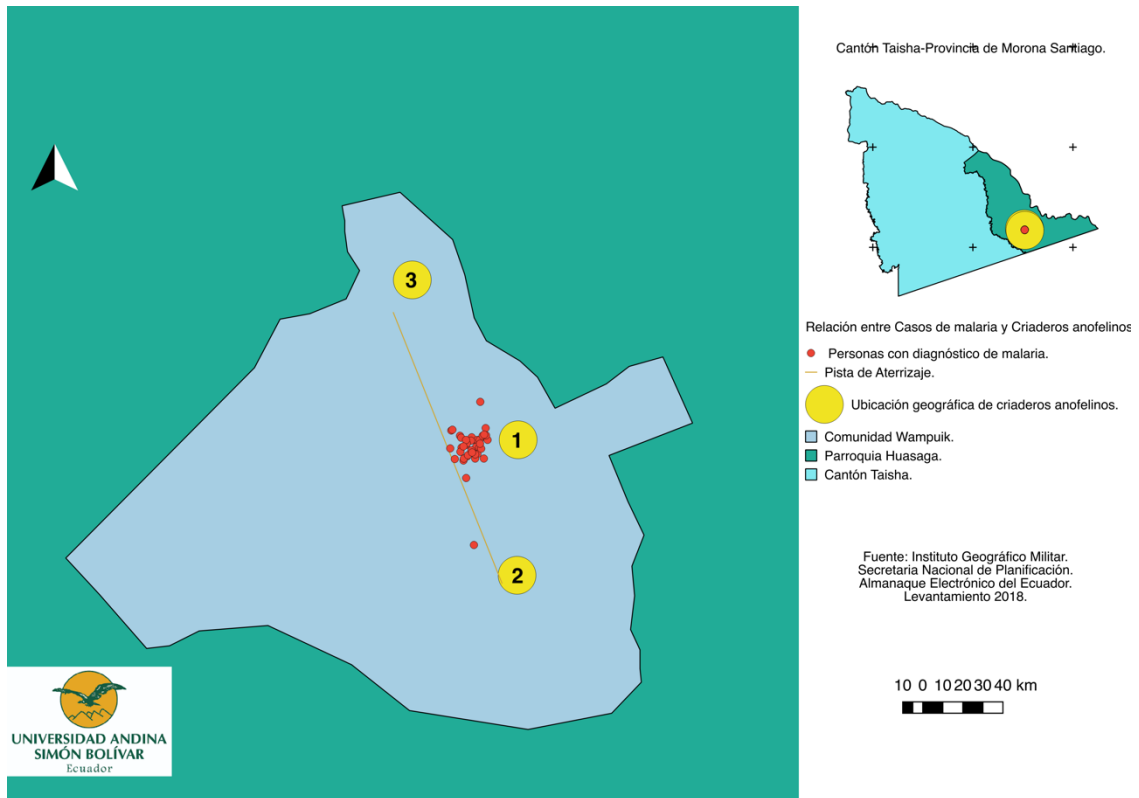 Cantón Taisha-Provincia de Morona Santiago.
3
1
2
Relación entre Casos de malaria y Criaderos anofelinos
Personas con diagnóstico de malaria.
Pista de Aterrizaje.
Ubicación geográfica de criaderos anofelinos.
Comunidad Wampuik.
Parroquia Huasaga.
Cantón Taisha.
Fuente: Instituto Geográfico Militar.
Secretaria Nacional de Planificación.
Almanaque Electrónico del Ecuador.
Levantamiento 2018.
10 0 10 20 30 40 km
UNIVERSIDAD ANDINA
SIMÓN BOLÍVAR
Ecuador